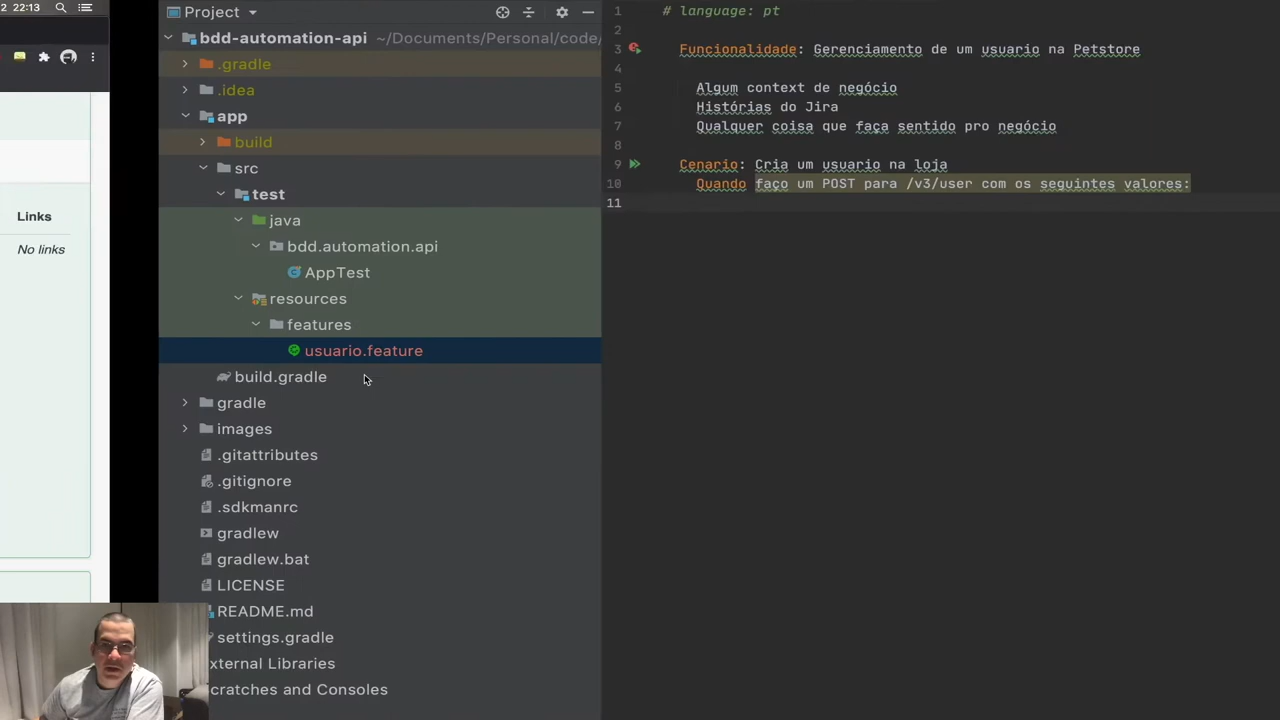 2 22:13
Links
No links
Project
bdd-automation-api ~/Documents/Personal/code/
.gradle
.idea
app
build
src
test
java
bdd.automation.api
AppTest
resources
features
usuario.feature
build.gradle
gradle
images
.gitattributes
.gitignore
.sdkmanrc
gradlew
gradlew.bat
LICENSE
README.md
settings.gradle
xternal Libraries
cratches and Consoles
1 # language: pt
2
3 Funcionalidade: Gerenciamento de um usuario na Petstore
4
5 Algum context de negócio
6 Histórias do Jira
7 Qualquer coisa que faça sentido pro negócio
8
9 Cenario: Cria um usuario na loja
10 Quando faço um POST para /v3/user com os seguintes valores:
11